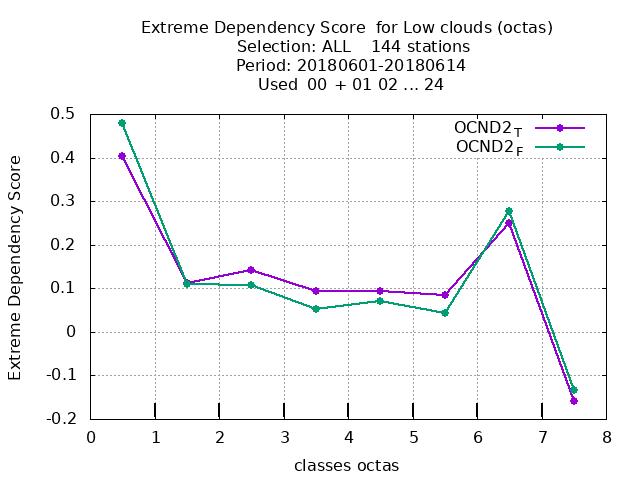 Extreme Dependency Score  for Low clouds (octas)
Selection: ALL    144 stations
Period: 20180601-20180614
Used  00  + 01 02 ... 24
OCND2T
OCND2F
Extreme Dependency Score
0.5
0.4
0.3
0.2
0.1
0
-0.1
-0.2
0 1 2 3 4 5 6 7 8
classes octas